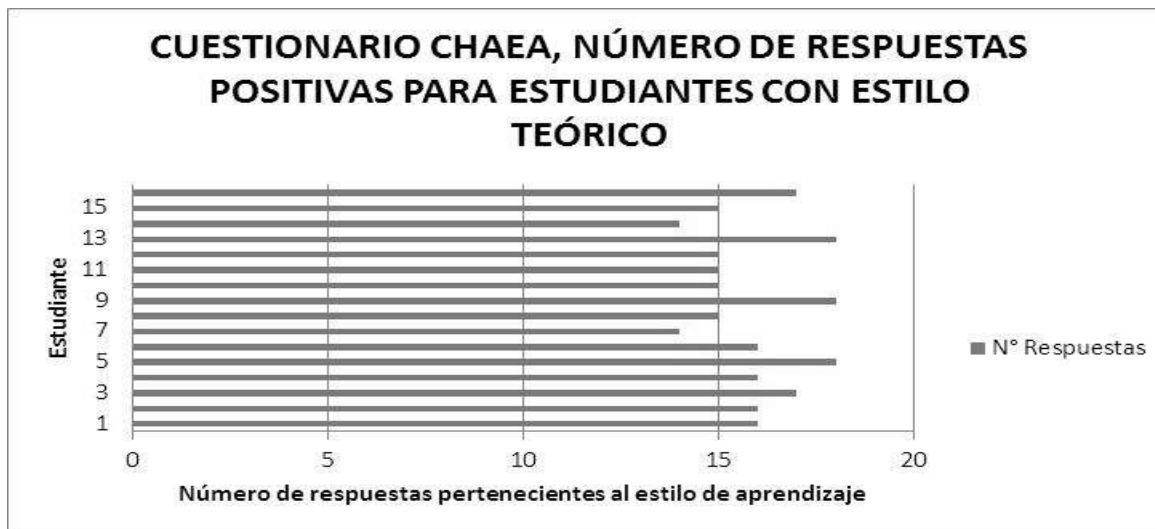 CUESTIONARIO CHAEA, NÚMERO DE RESPUESTAS
POSITIVAS PARA ESTUDIANTES CON ESTILO
TEÓRICO
Estudiante
15
13
11
9
7
5
3
1
0 5 10 15 20
Número de respuestas pertenecientes al estilo de aprendizaje
N° Respuestas